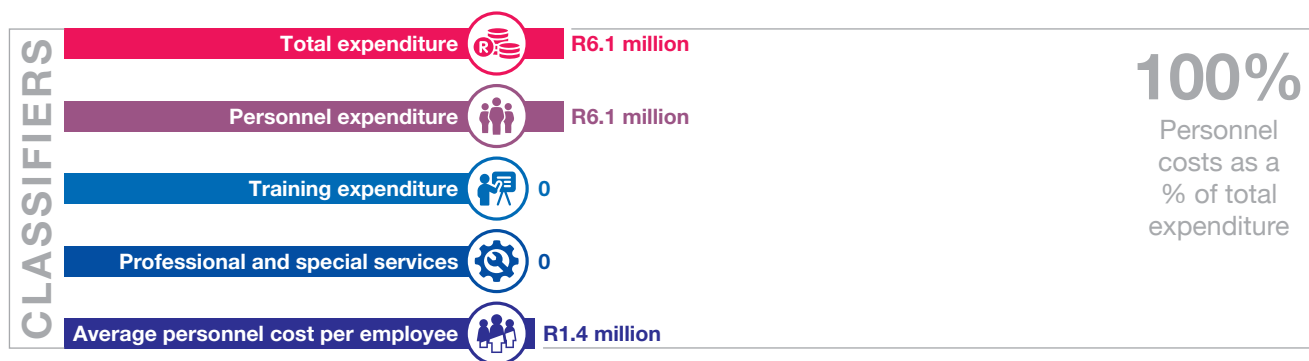 CLASSIFIERS
Total expenditure R R6.1 million
Personnel expenditure R6.1 million
Training expenditure 0
Professional and special services 0
Average personnel cost per employee R1.4 million
100%
Personnel
costs as a
% of total
expenditure